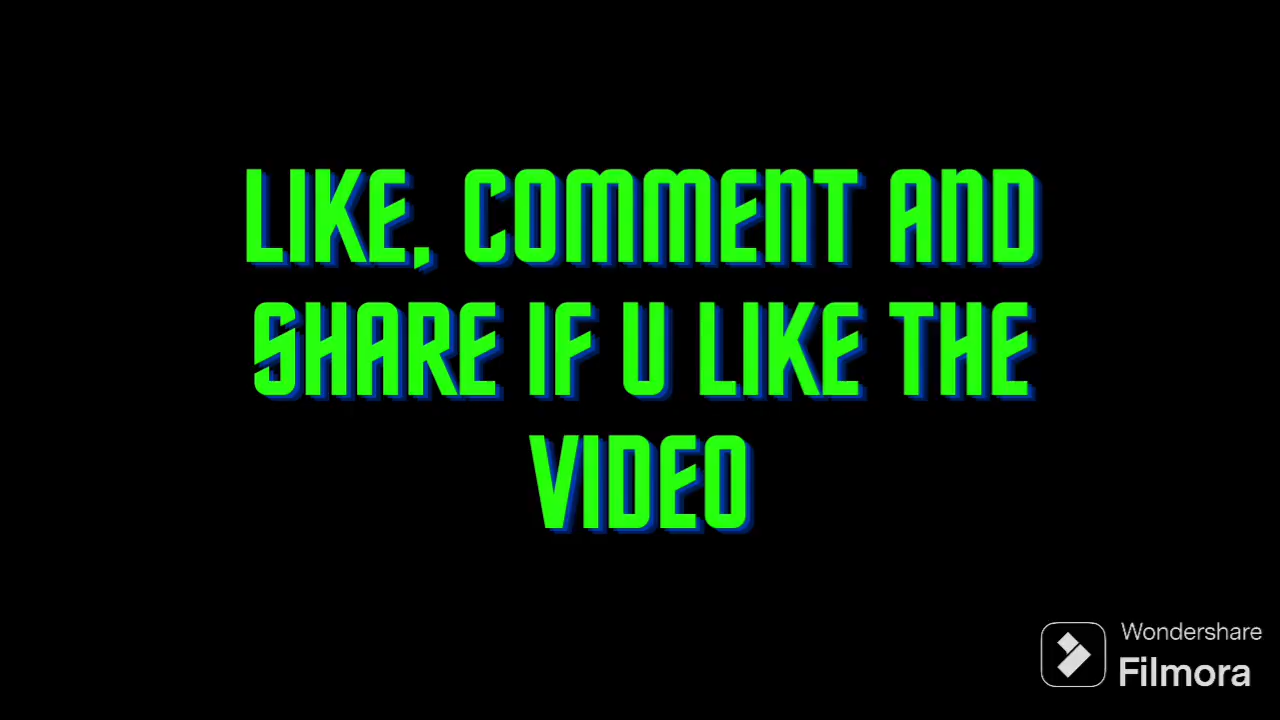 LIKE, COMMENT AND
SHARE IF U LIKE THE
VIDEO
Wondershare
Filmora